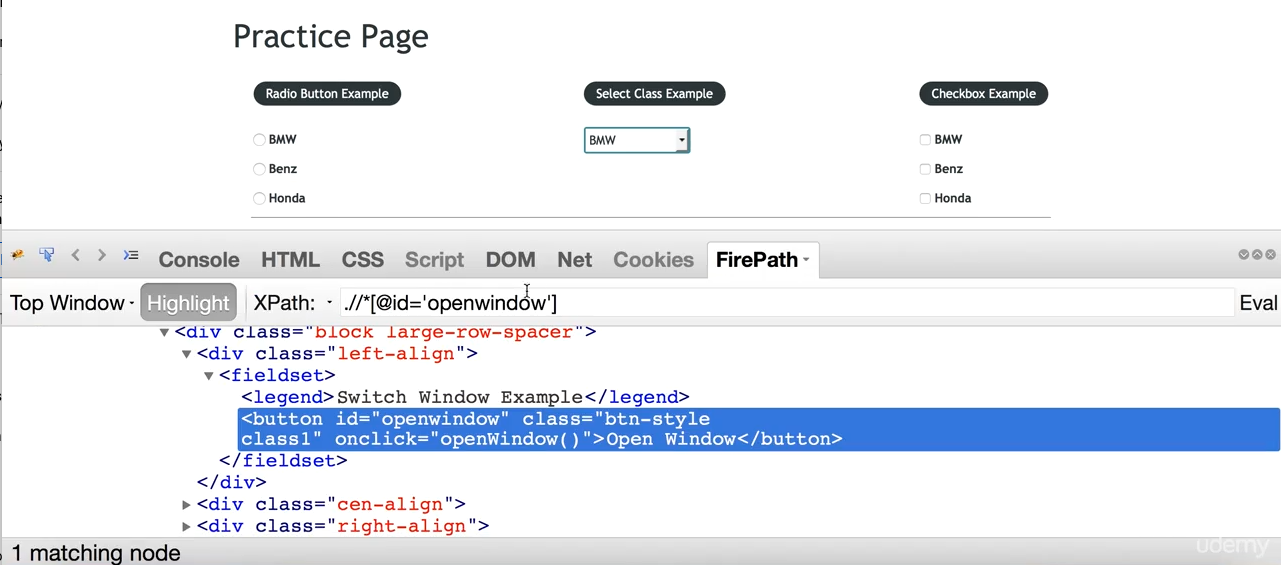 Practice Page
Radio Button Example Select Class Example Checkbox Example
BMW BMW BMW
Benz Benz
Honda Honda
Console HTML CSS Script DOM Net Cookies FirePath
Top Window Highlight XPath: .//*[@id='openwindow'] Eval
<div class="block large-row-spacer">
<div class="left-align">
<fieldset>
<legend>Switch Window Example</legend>
<button id="openwindow" class="btn-style
class1" onclick="openWindow()">Open Window</button>
</fieldset>
</div>
<div class="cen-align">
<div class="right-align">
1 matching node
udemy